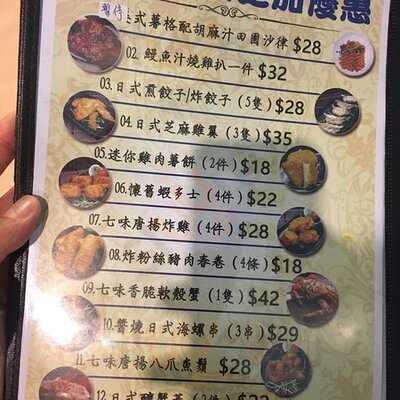 加餸惠
暫停
式薯格配胡麻汁田園沙律 $28
02. 鰻魚汁燒雞扒一件 $32
03. 日式煎餃子/炸餃子 (5隻) $28
04. 日式芝麻雞翼 (3隻) $35
05. 迷你雞肉薯餅 (2件) $18
06. 懷舊蝦多士 (4件) $22
07. 七味唐揚炸雞 (4件) $28
08. 炸粉絲豬肉春卷 (4條) $18
09. 七味香脆軟殼蟹 (1隻) $42
10. 醬燒日式海螺串 (3串) $29
11. 七味唐揚八爪魚鬚 $28
12. 日式